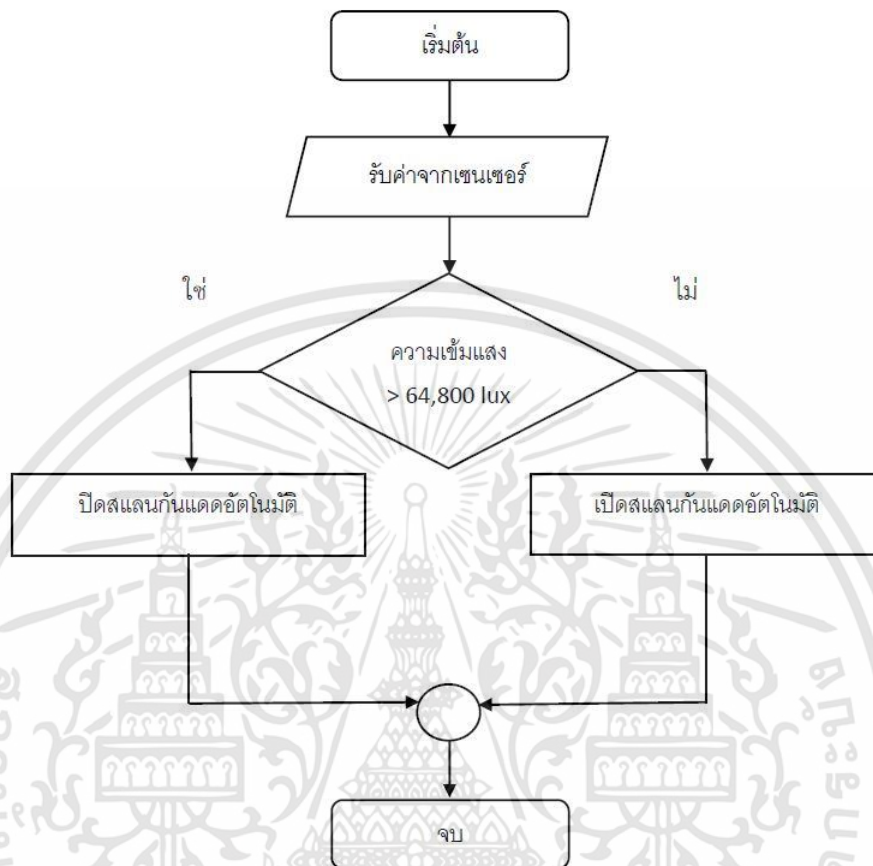 เริ่มต้น
รับค่าจากเซนเซอร์
ใช่
ไม่
ความเข้มแสง
> 64,800 lux
ปิดสแลนกันแดดอัตโนมัติ
เปิดสแลนกันแดดอัตโนมัติ
จบ